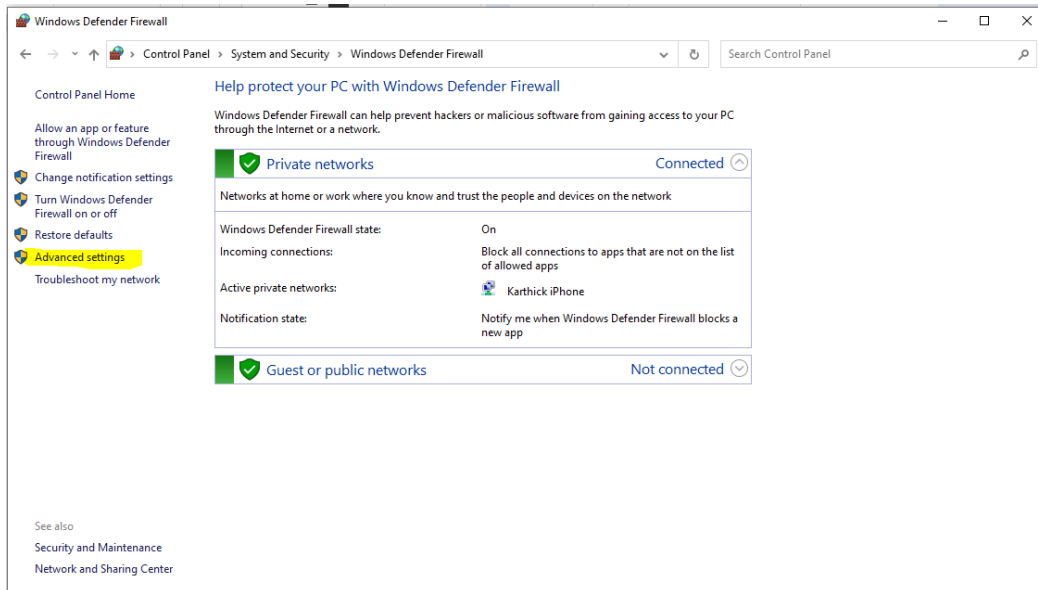 Windows Defender Firewall
Control Panel > System and Security > Windows Defender Firewall
Search Control Panel
Control Panel Home
Allow an app or feature
through Windows Defender
Firewall
Change notification settings
Turn Windows Defender
Firewall on or off
Restore defaults
Advanced settings
Troubleshoot my network
Help protect your PC with Windows Defender Firewall
Windows Defender Firewall can help prevent hackers or malicious software from gaining access to your PC
through the Internet or a network.
Private networks Connected
Networks at home or work where you know and trust the people and devices on the network
Windows Defender Firewall state: On
Incoming connections: Block all connections to apps that are not on the list
of allowed apps
Active private networks: Karthick iPhone
Notification state: Notify me when Windows Defender Firewall blocks a
new app
Guest or public networks Not connected
See also
Security and Maintenance
Network and Sharing Center